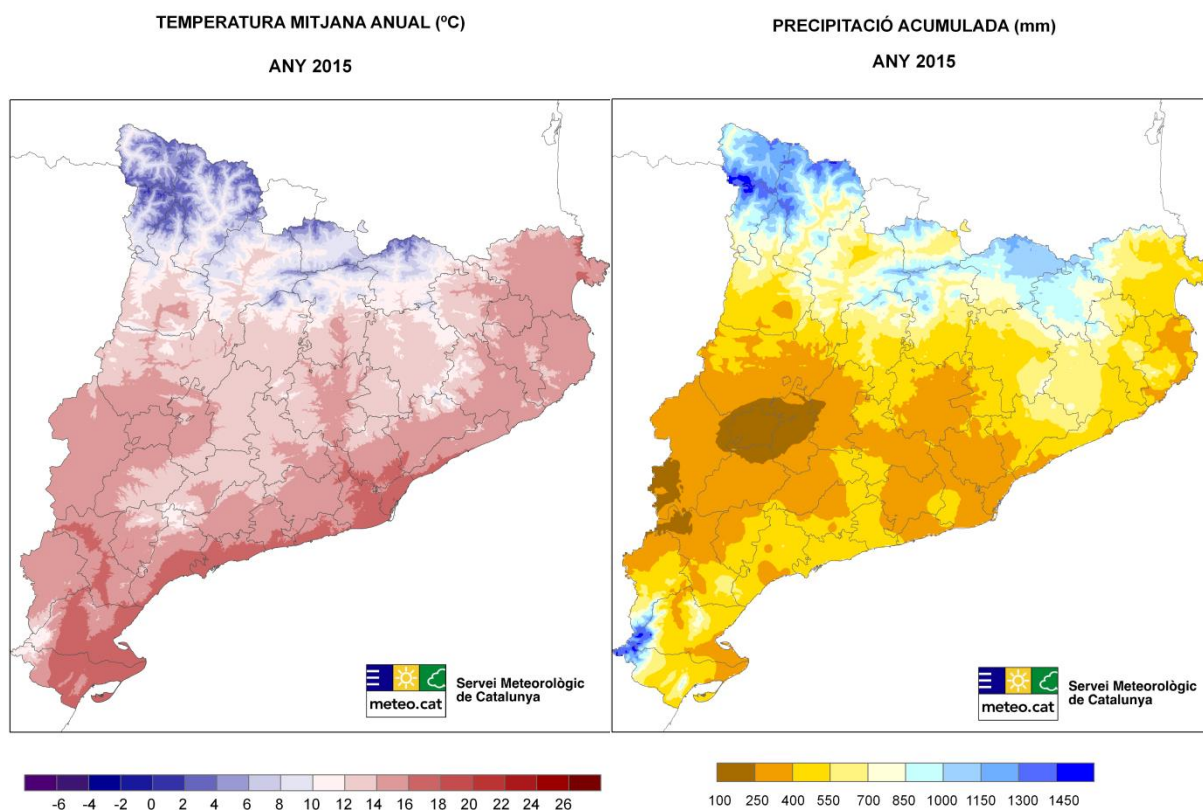 TEMPERATURA MITJANA ANUAL (ºC)
ANY 2015
meteo.cat
Servei Meteorològic
de Catalunya
-6 -4 -2 0 2 4 6 8 10 12 14 16 18 20 22 24 26
PRECIPITACIÓ ACUMULADA (mm)
ANY 2015
meteo.cat
Servei Meteorològic
de Catalunya
100 250 400 550 700 850 1000 1150 1300 1450